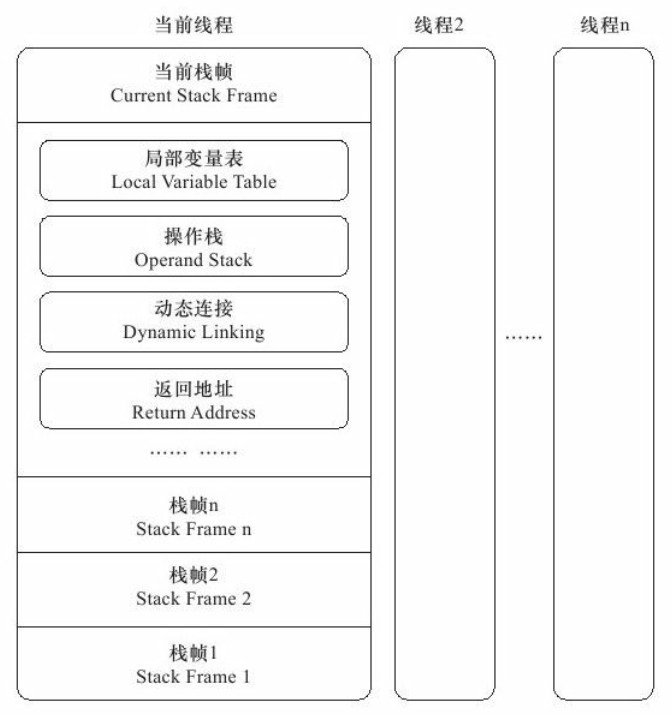 当前线程
线程2
线程n
当前栈帧
Current Stack Frame
局部变量表
Local Variable Table
操作栈
Operand Stack
动态连接
Dynamic Linking
返回地址
Return Address
…… ……
……
栈帧n
Stack Frame n
栈帧2
Stack Frame 2
栈帧1
Stack Frame 1